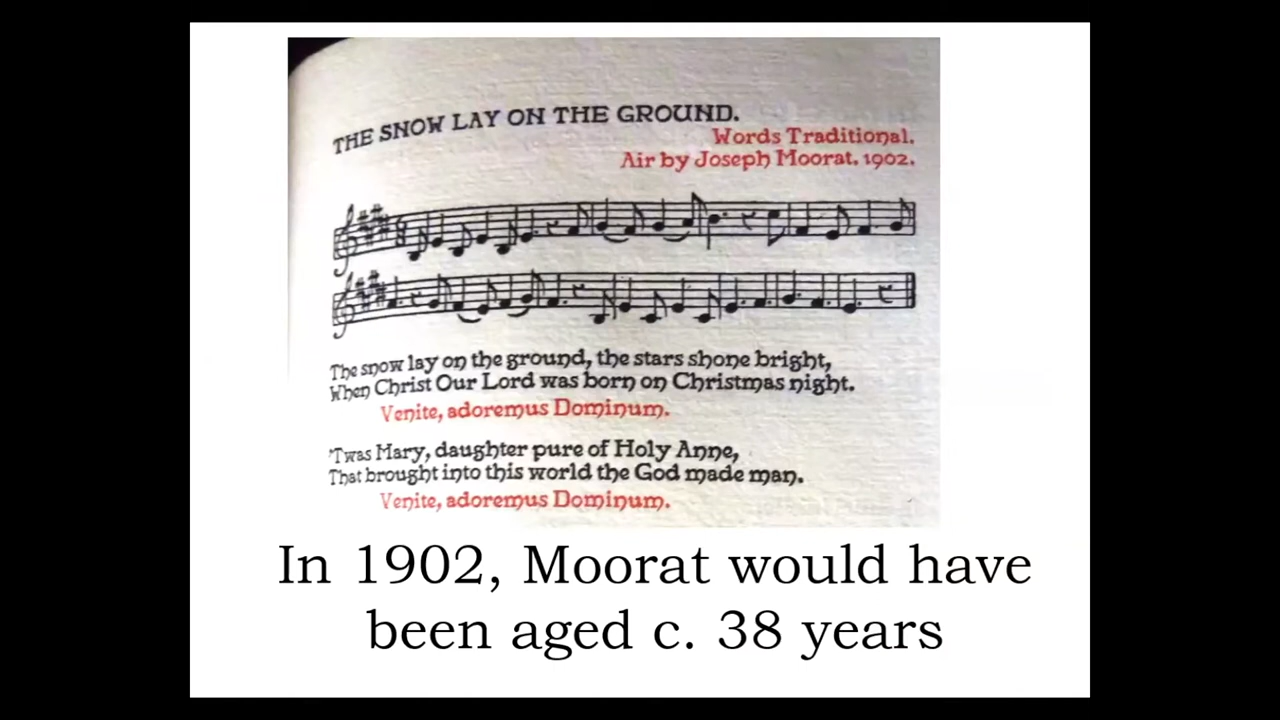 THE SNOW LAY ON THE GROUND.
Words Traditional.
Air by Joseph Moorat. 1902.
The snow lay on the ground, the stars shone bright,
When Christ Our Lord was born on Christmas night.
Venite, adoremus Dominum.
'Twas Mary, daughter pure of Holy Anne,
That brought into this world the God made man.
Venite, adoremus Dominum.
In 1902, Moorat would have
been aged c. 38 years